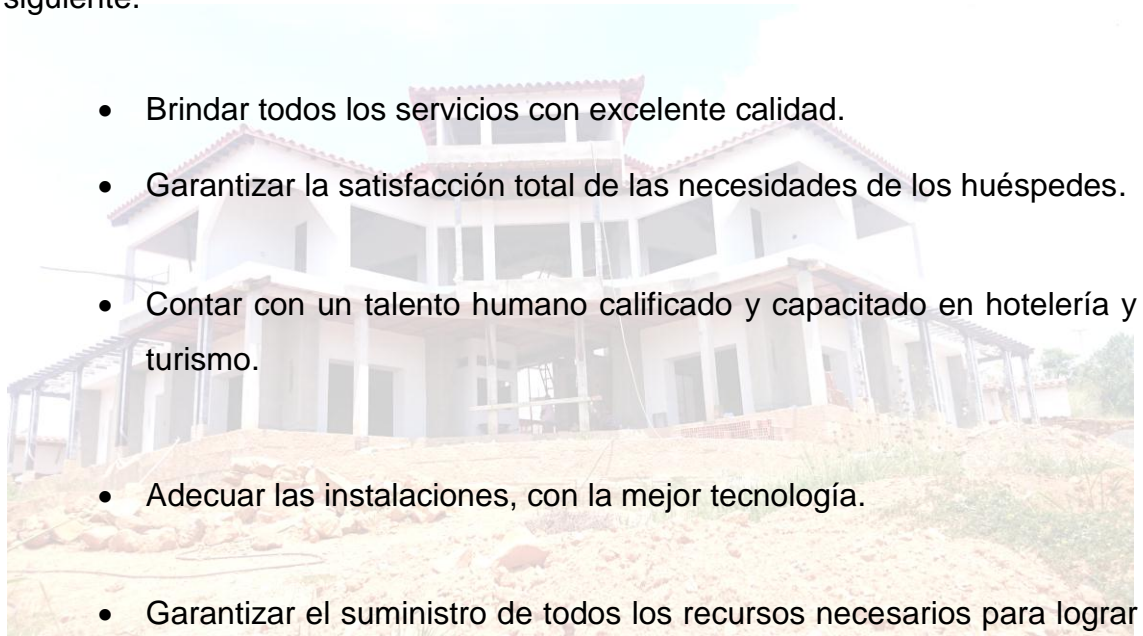 siguiente:
• Brindar todos los servicios con excelente calidad.
• Garantizar la satisfacción total de las necesidades de los huéspedes.
• Contar con un talento humano calificado y capacitado en hotelería y
turismo.
• Adecuar las instalaciones, con la mejor tecnología.
• Garantizar el suministro de todos los recursos necesarios para lograr